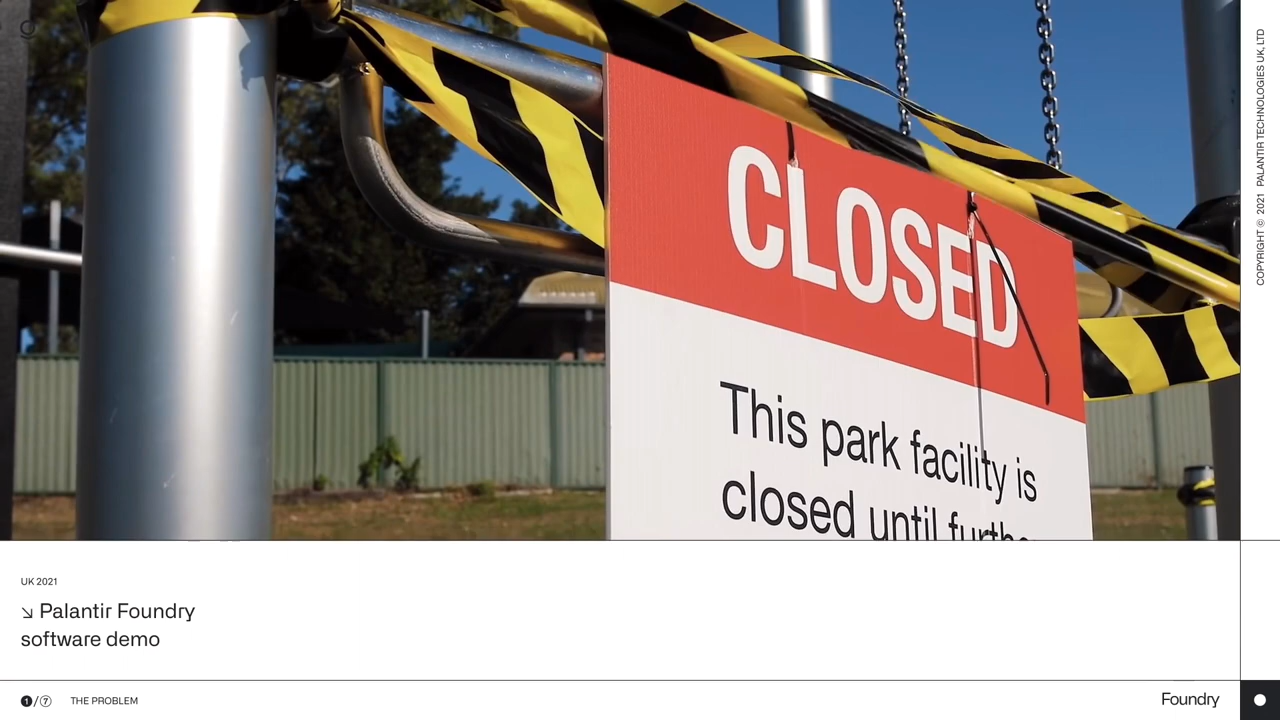 CLOSED
This park facility is
closed until furthe
COPYRIGHT © 2021 PALANTIR TECHNOLOGIES UK, LTD
UK 2021
↘ Palantir Foundry
software demo
1/7 THE PROBLEM
Foundry